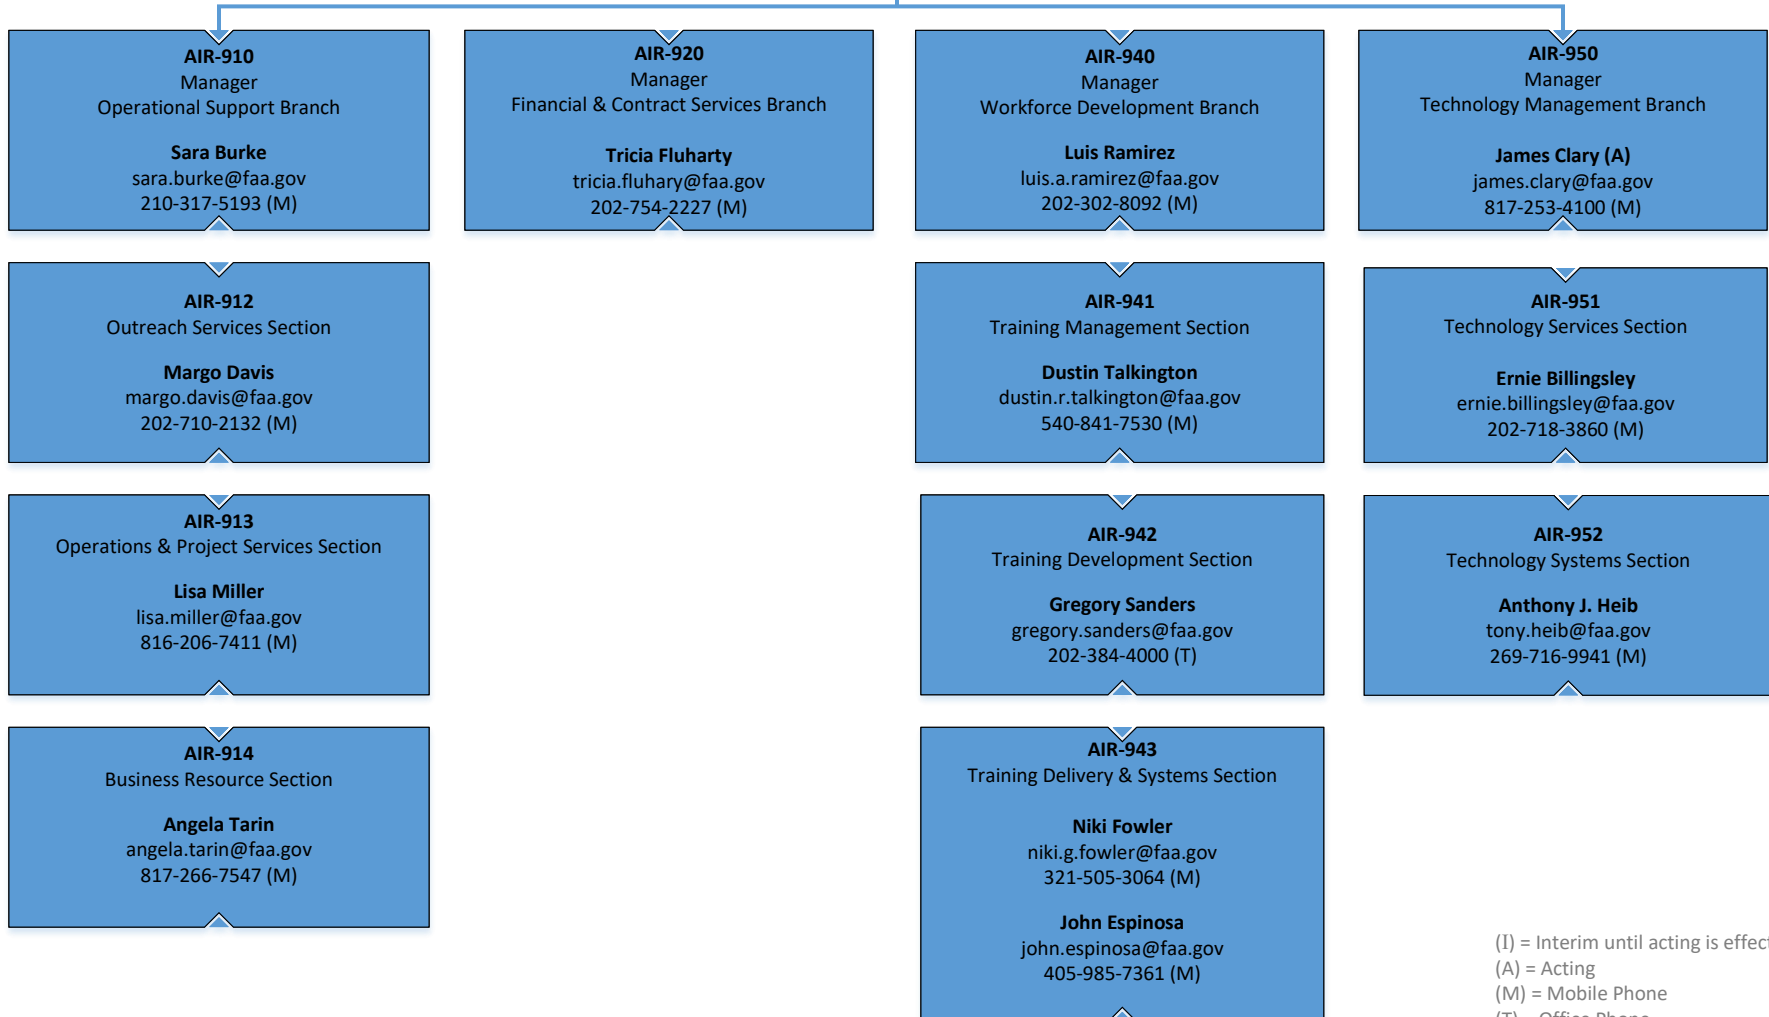 AIR-910
Manager
Operational Support Branch
Sara Burke
sara.burke@faa.gov
210-317-5193 (M)
AIR-920
Manager
Financial & Contract Services Branch
Tricia Fluharty
tricia.fluhary@faa.gov
202-754-2227 (M)
AIR-940
Manager
Workforce Development Branch
Luis Ramirez
luis.a.ramirez@faa.gov
202-302-8092 (M)
AIR-950
Manager
Technology Management Branch
James Clary (A)
james.clary@faa.gov
817-253-4100 (M)
AIR-912
Outreach Services Section
Margo Davis
margo.davis@faa.gov
202-710-2132 (M)
AIR-941
Training Management Section
Dustin Talkington
dustin.r.talkington@faa.gov
540-841-7530 (M)
AIR-951
Technology Services Section
Ernie Billingsley
ernie.billingsley@faa.gov
202-718-3860 (M)
AIR-913
Operations & Project Services Section
Lisa Miller
lisa.miller@faa.gov
816-206-7411 (M)
AIR-942
Training Development Section
Gregory Sanders
gregory.sanders@faa.gov
202-384-4000 (T)
AIR-952
Technology Systems Section
Anthony J. Heib
tony.heib@faa.gov
269-716-9941 (M)
AIR-914
Business Resource Section
Angela Tarin
angela.tarin@faa.gov
817-266-7547 (M)
AIR-943
Training Delivery & Systems Section
Niki Fowler
niki.g.fowler@faa.gov
321-505-3064 (M)
John Espinosa
john.espinosa@faa.gov
405-985-7361 (M)
(I) = Interim until acting is effect
(A) = Acting
(M) = Mobile Phone
(T) = Office Phone